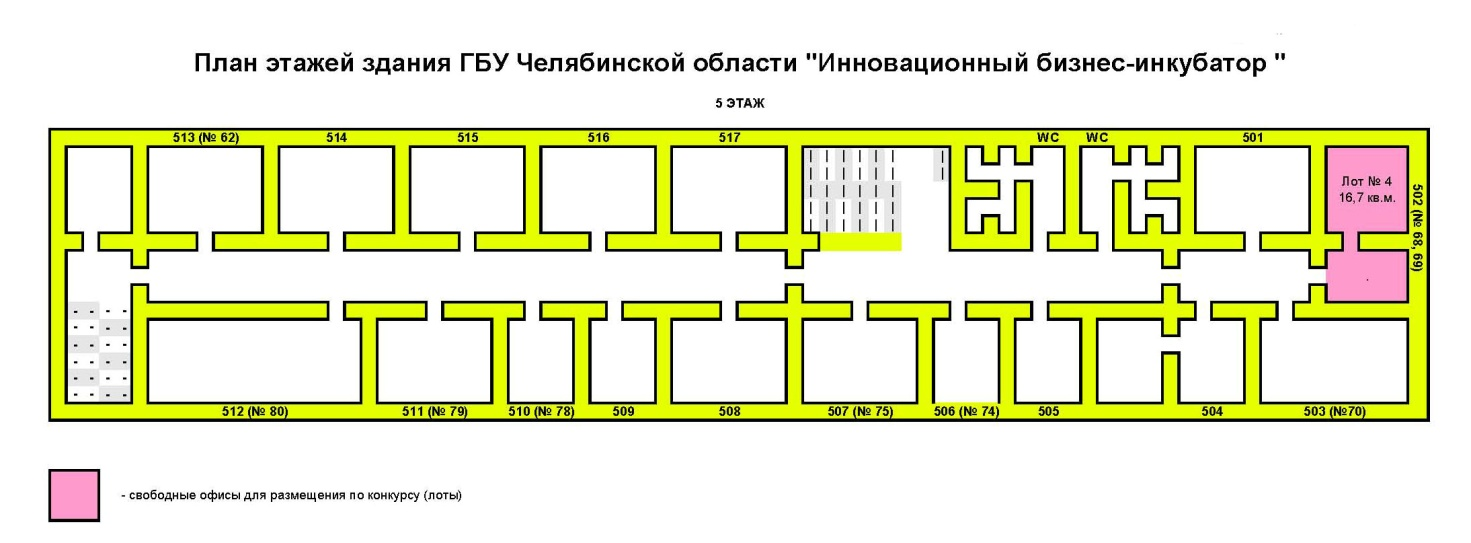 План этажей здания ГБУ Челябинской области "Инновационный бизнес-инкубатор "
5 ЭТАЖ
513 (№ 62) 514 515 516 517 WC WC 501
Лот № 4
16,7 кв.м.
502 (№ 68, 69)
512 (№ 80) 511 (№ 79) 510 (№ 78) 509 508 507 (№ 75) 506 (№ 74) 505 504 503 (№70)
- свободные офисы для размещения по конкурсу (лоты)